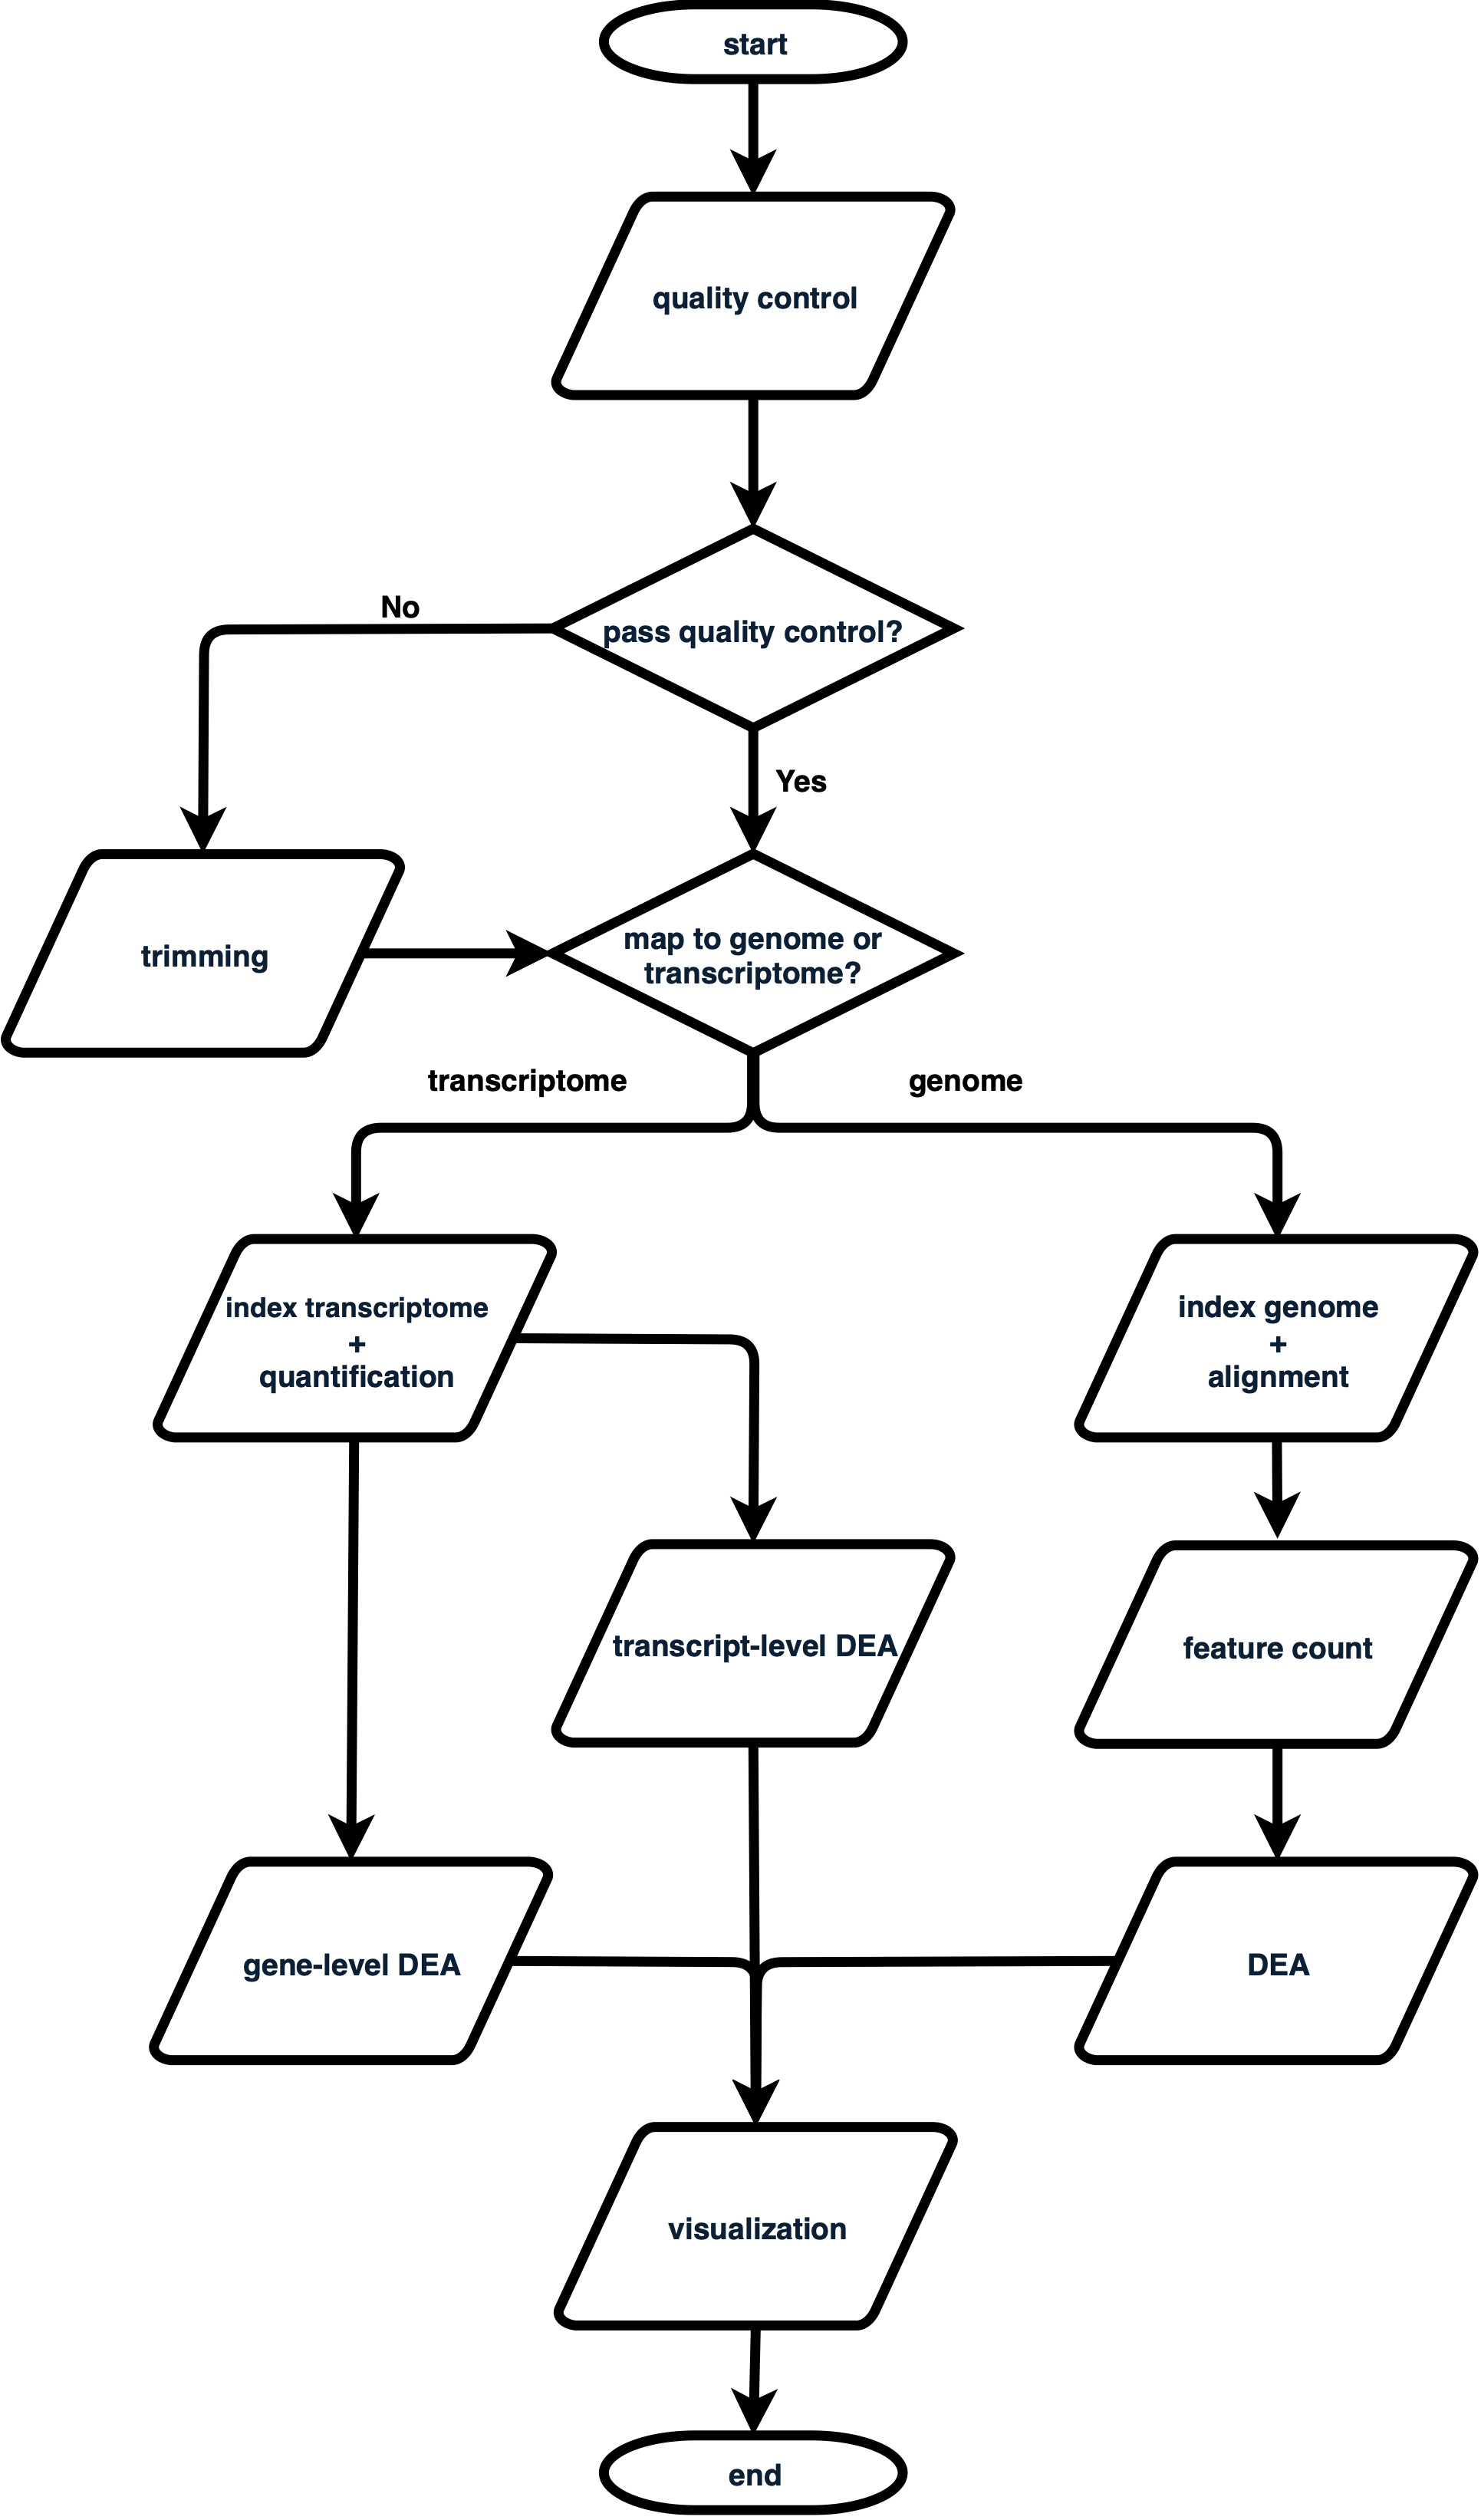 start
quality control
No
pass quality control?
Yes
trimming
map to genome or
transcriptome?
transcriptome
genome
index transcriptome
+
quantification
index genome
+
alignment
transcript-level DEA
feature count
gene-level DEA
DEA
visualization
end